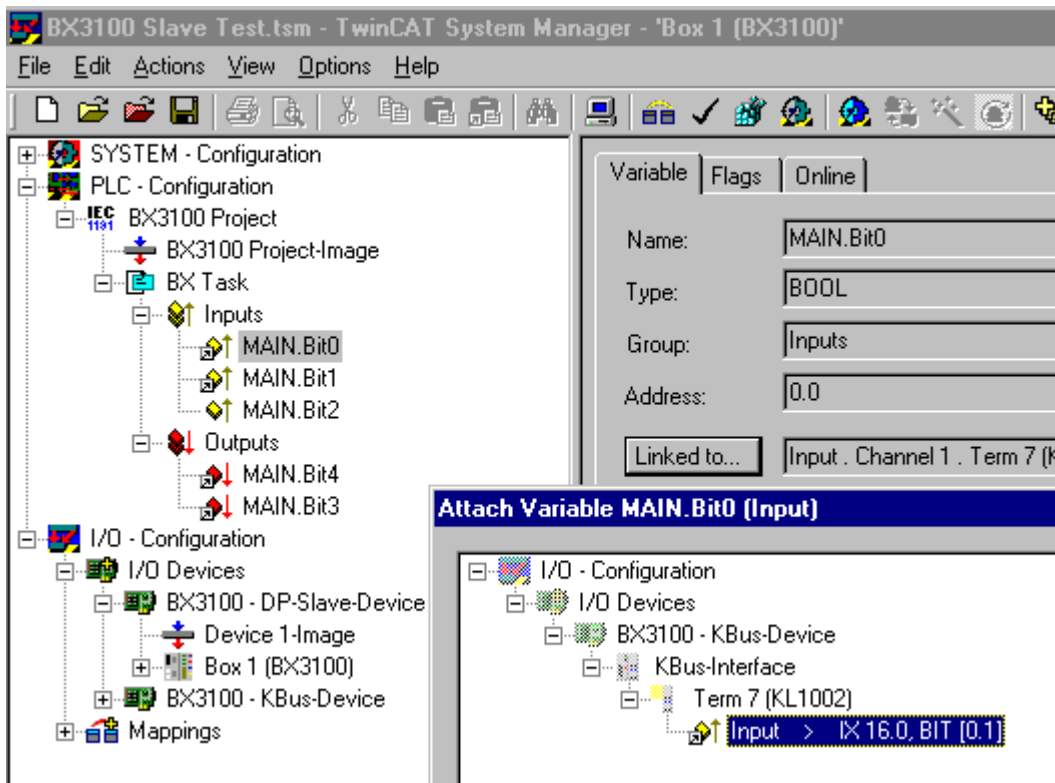 BX3100 Slave Test.tsm - TwinCAT System Manager - 'Box 1 (BX3100)'
File Edit Actions View Options Help
SYSTEM - Configuration
PLC - Configuration
IEC 1131 BX3100 Project
BX3100 Project-Image
BX Task
Inputs
MAIN.Bit0
MAIN.Bit1
MAIN.Bit2
Outputs
MAIN.Bit4
MAIN.Bit3
I/O - Configuration
I/O Devices
BX3100 - DP-Slave-Device
Device 1-Image
Box 1 (BX3100)
BX3100 - KBus-Device
Mappings
Variable Flags Online
Name: MAIN.Bit0
Type: BOOL
Group: Inputs
Address: 0.0
Linked to... Input . Channel 1 . Term 7 (K
Attach Variable MAIN.Bit0 (Input)
I/O - Configuration
I/O Devices
BX3100 - KBus-Device
KBus-Interface
Term 7 (KL1002)
Input > IX 16.0, BIT [0.1]